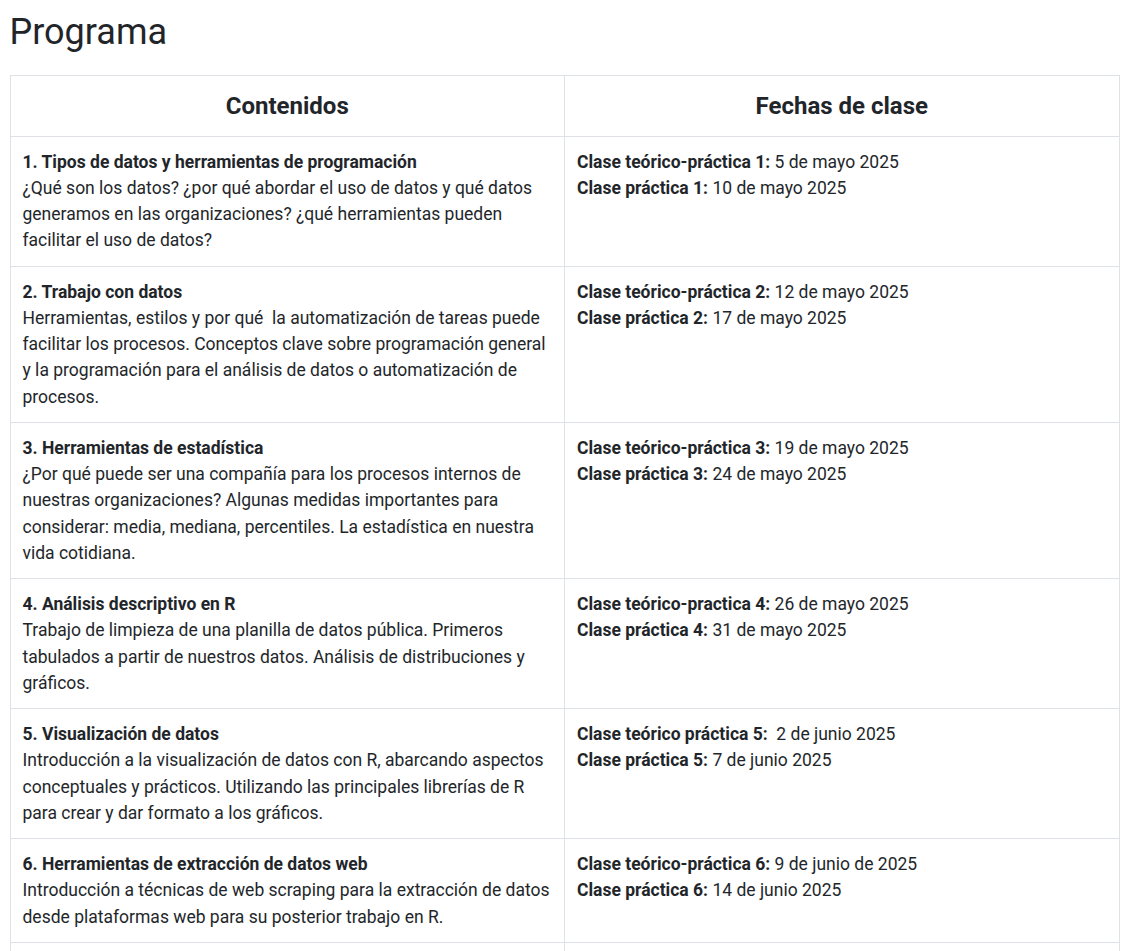 Programa
Contenidos
Fechas de clase
1. Tipos de datos y herramientas de programación
¿Qué son los datos? ¿por qué abordar el uso de datos y qué datos
generamos en las organizaciones? ¿qué herramientas pueden
facilitar el uso de datos?
Clase teórico-práctica 1: 5 de mayo 2025
Clase práctica 1: 10 de mayo 2025
2. Trabajo con datos
Herramientas, estilos y por qué  la automatización de tareas puede
facilitar los procesos. Conceptos clave sobre programación general
y la programación para el análisis de datos o automatización de
procesos.
Clase teórico-práctica 2: 12 de mayo 2025
Clase práctica 2: 17 de mayo 2025
3. Herramientas de estadística
¿Por qué puede ser una compañía para los procesos internos de
nuestras organizaciones? Algunas medidas importantes para
considerar: media, mediana, percentiles. La estadística en nuestra
vida cotidiana.
Clase teórico-práctica 3: 19 de mayo 2025
Clase práctica 3: 24 de mayo 2025
4. Análisis descriptivo en R
Trabajo de limpieza de una planilla de datos pública. Primeros
tabulados a partir de nuestros datos. Análisis de distribuciones y
gráficos.
Clase teórico-practica 4: 26 de mayo 2025
Clase práctica 4: 31 de mayo 2025
5. Visualización de datos
Introducción a la visualización de datos con R, abarcando aspectos
conceptuales y prácticos. Utilizando las principales librerías de R
para crear y dar formato a los gráficos.
Clase teórico práctica 5:  2 de junio 2025
Clase práctica 5: 7 de junio 2025
6. Herramientas de extracción de datos web
Introducción a técnicas de web scraping para la extracción de datos
desde plataformas web para su posterior trabajo en R.
Clase teórico-práctica 6: 9 de junio de 2025
Clase práctica 6: 14 de junio 2025